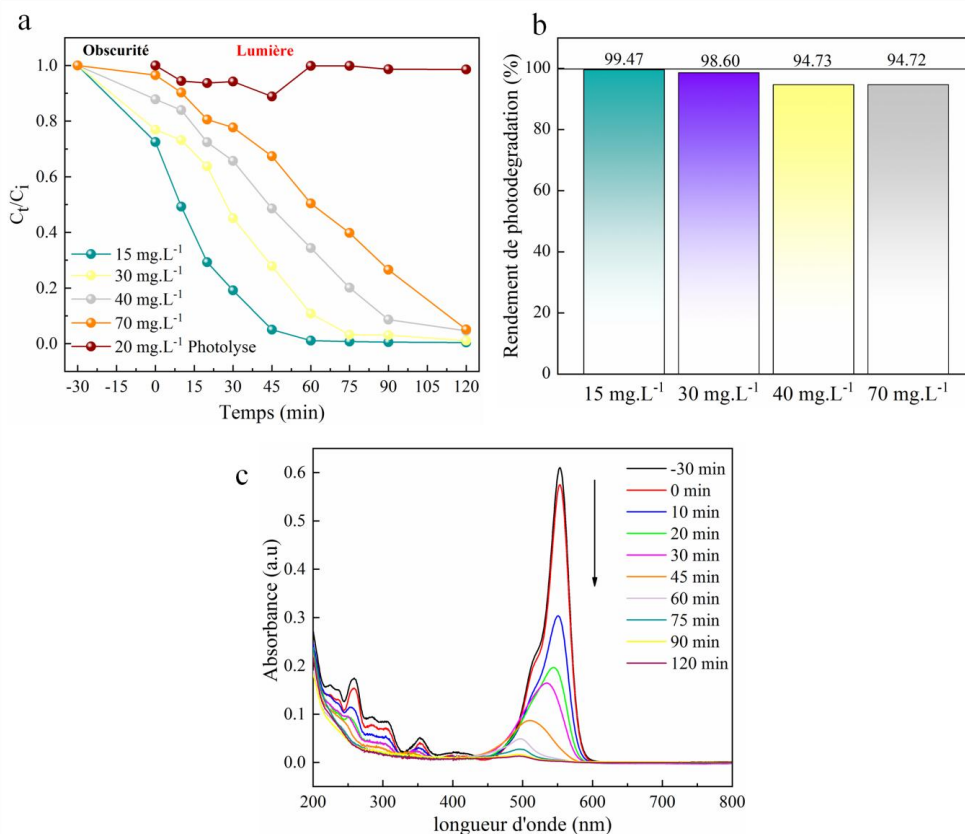 a
Obscurité
Lumière
1.0
0.8
0.6
0.4
0.2
0.0
Ct/Ci
15 mg.L-1
30 mg.L-1
40 mg.L-1
70 mg.L-1
20 mg.L-1 Photolyse
-30 -15 0 15 30 45 60 75 90 105 120
Temps (min)
b
99.47 98.60 94.73 94.72
100
80
60
40
20
0
Rendement de photodegradation (%)
15 mg.L-1 30 mg.L-1 40 mg.L-1 70 mg.L-1
c
0.6
0.5
0.4
0.3
0.2
0.1
0.0
Absorbance (a.u)
-30 min
0 min
10 min
20 min
30 min
45 min
60 min
75 min
90 min
120 min
200 300 400 500 600 700 800
longueur d'onde (nm)